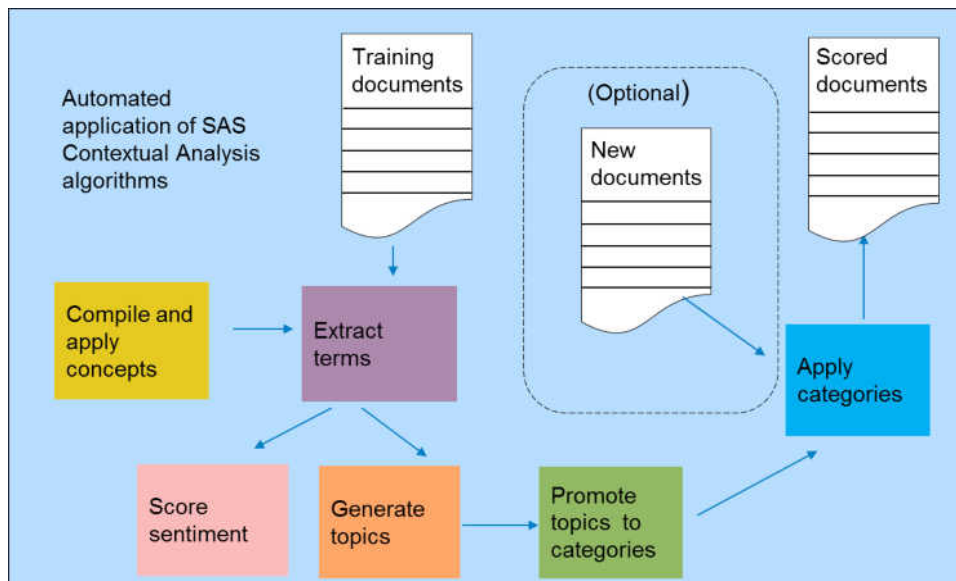 Automated
application of SAS
Contextual Analysis
algorithms
Training
documents
(Optional)
New
documents
Scored
documents
Compile and
apply
concepts
Extract
terms
Apply
categories
Score
sentiment
Generate
topics
Promote
topics to
categories